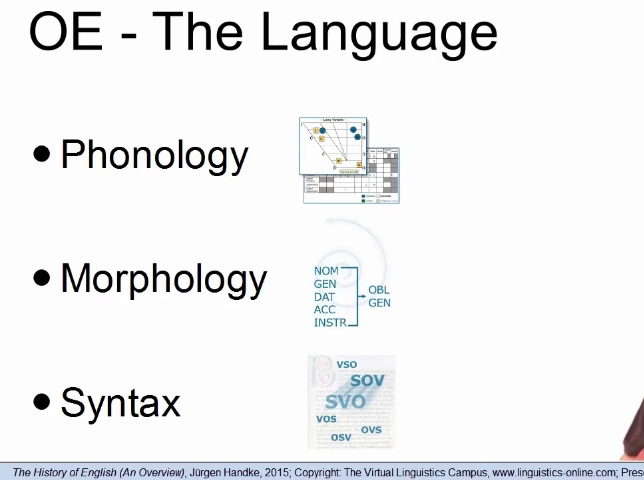 OE - The Language
• Phonology
• Morphology
NOM
GEN
DAT
ACC
INSTR
OBL
GEN
• Syntax
VSO
SOV
SVO
VOS
OVS
OSV
The History of English (An Overview), Jürgen Handke, 2015; Copyright: The Virtual Linguistics Campus, www.linguistics-online.com; Pres